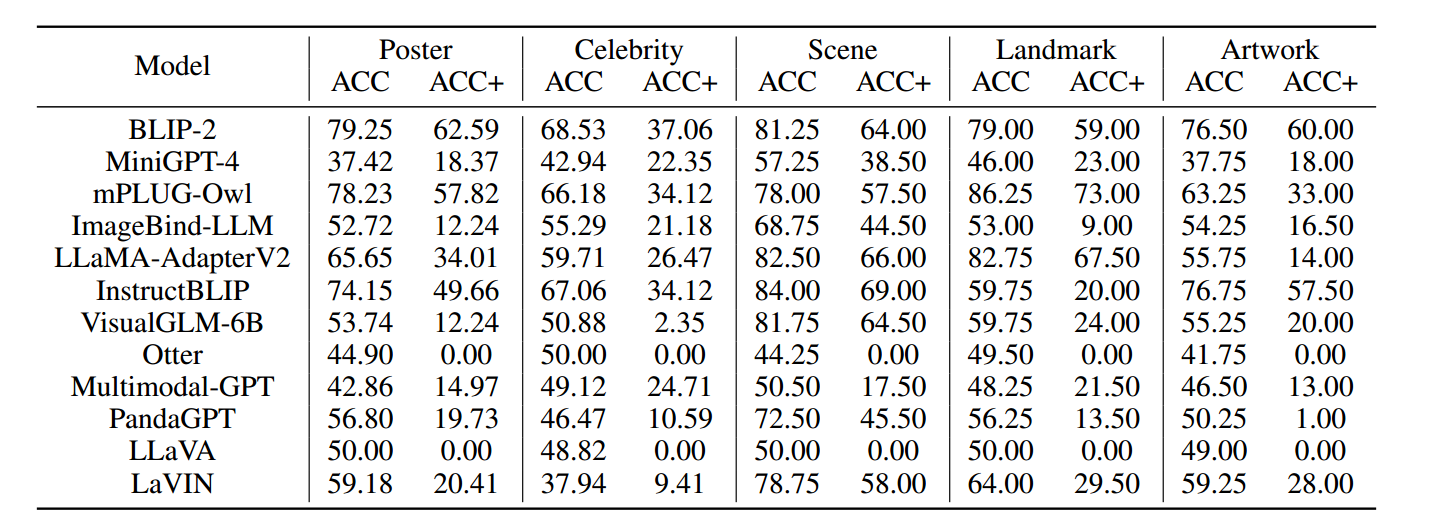 Model Poster Celebrity Scene Landmark Artwork
ACC ACC+ ACC ACC+ ACC ACC+ ACC ACC+ ACC ACC+
BLIP-2 79.25 62.59 68.53 37.06 81.25 64.00 79.00 59.00 76.50 60.00
MiniGPT-4 37.42 18.37 42.94 22.35 57.25 38.50 46.00 23.00 37.75 18.00
mPLUG-Owl 78.23 57.82 66.18 34.12 78.00 57.50 86.25 73.00 63.25 33.00
ImageBind-LLM 52.72 12.24 55.29 21.18 68.75 44.50 53.00 9.00 54.25 16.50
LLaMA-AdapterV2 65.65 34.01 59.71 26.47 82.50 66.00 82.75 67.50 55.75 14.00
InstructBLIP 74.15 49.66 67.06 34.12 84.00 69.00 59.75 20.00 76.75 57.50
VisualGLM-6B 53.74 12.24 50.88 2.35 81.75 64.50 59.75 24.00 55.25 20.00
Otter 44.90 0.00 50.00 0.00 44.25 0.00 49.50 0.00 41.75 0.00
Multimodal-GPT 42.86 14.97 49.12 24.71 50.50 17.50 48.25 21.50 46.50 13.00
PandaGPT 56.80 19.73 46.47 10.59 72.50 45.50 56.25 13.50 50.25 1.00
LLaVA 50.00 0.00 48.82 0.00 50.00 0.00 50.00 0.00 49.00 0.00
LaVIN 59.18 20.41 37.94 9.41 78.75 58.00 64.00 29.50 59.25 28.00